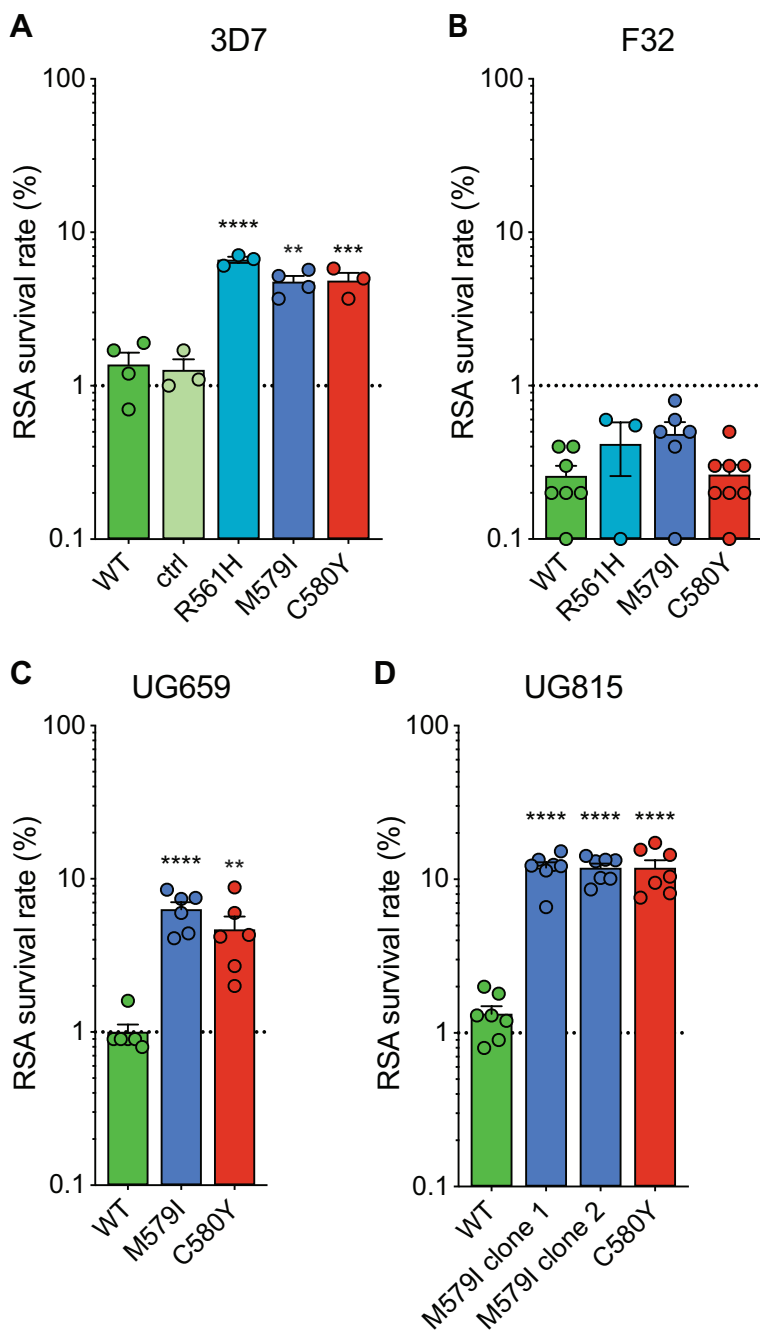 A
3D7
RSA survival rate (%)
100
10
1
0.1
****
**
***
WT
ctrl
R561H
M579I
C580Y
B
F32
RSA survival rate (%)
100
10
1
0.1
WT
R561H
M579I
C580Y
C
UG659
RSA survival rate (%)
100
10
1
0.1
****
**
WT
M579I
C580Y
D
UG815
RSA survival rate (%)
100
10
1
0.1
****
****
****
WT
M579I clone 1
M579I clone 2
C580Y